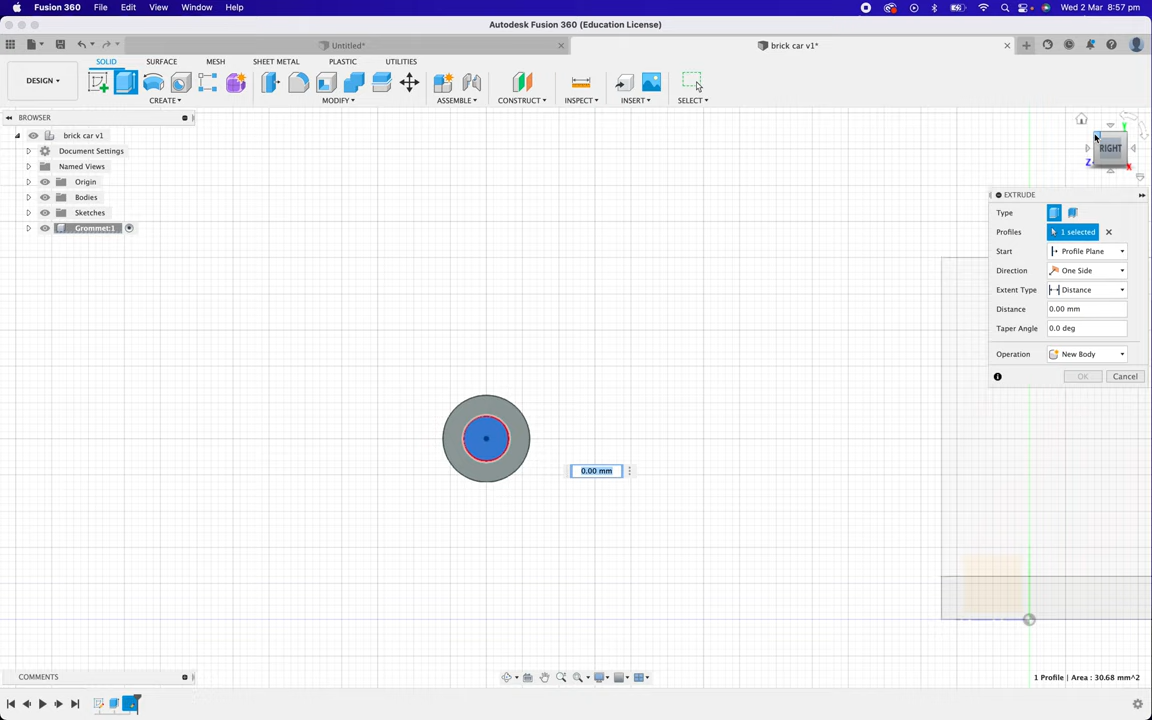 Fusion 360 File Edit View Window Help Wed 2 Mar 8:57 pm
Autodesk Fusion 360 (Education License)
Untitled* brick car v1*
DESIGN SOLID SURFACE MESH SHEET METAL PLASTIC UTILITIES
CREATE MODIFY ASSEMBLE CONSTRUCT INSPECT INSERT SELECT
BROWSER
brick car v1
Document Settings
Named Views
Origin
Bodies
Sketches
Grommet:1
Y
RIGHT
Z X
EXTRUDE
Type
Profiles 1 selected
Start Profile Plane
Direction One Side
Extent Type Distance
Distance 0.00 mm
Taper Angle 0.0 deg
Operation New Body
OK Cancel
0.00 mm
COMMENTS
1 Profile | Area : 30.68 mm^2